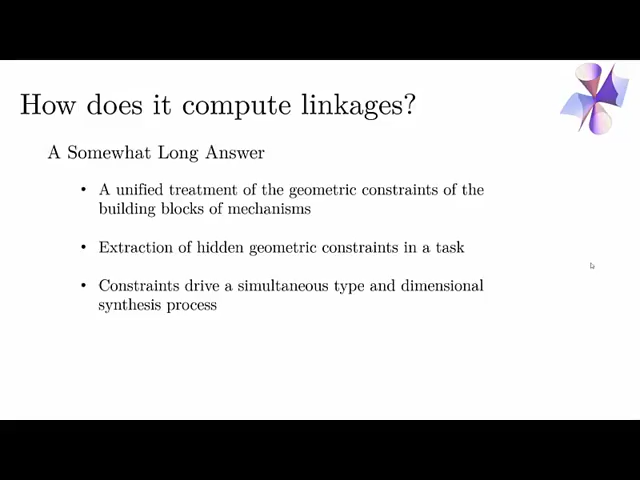 How does it compute linkages?
A Somewhat Long Answer
• A unified treatment of the geometric constraints of the
building blocks of mechanisms
• Extraction of hidden geometric constraints in a task
• Constraints drive a simultaneous type and dimensional
synthesis process